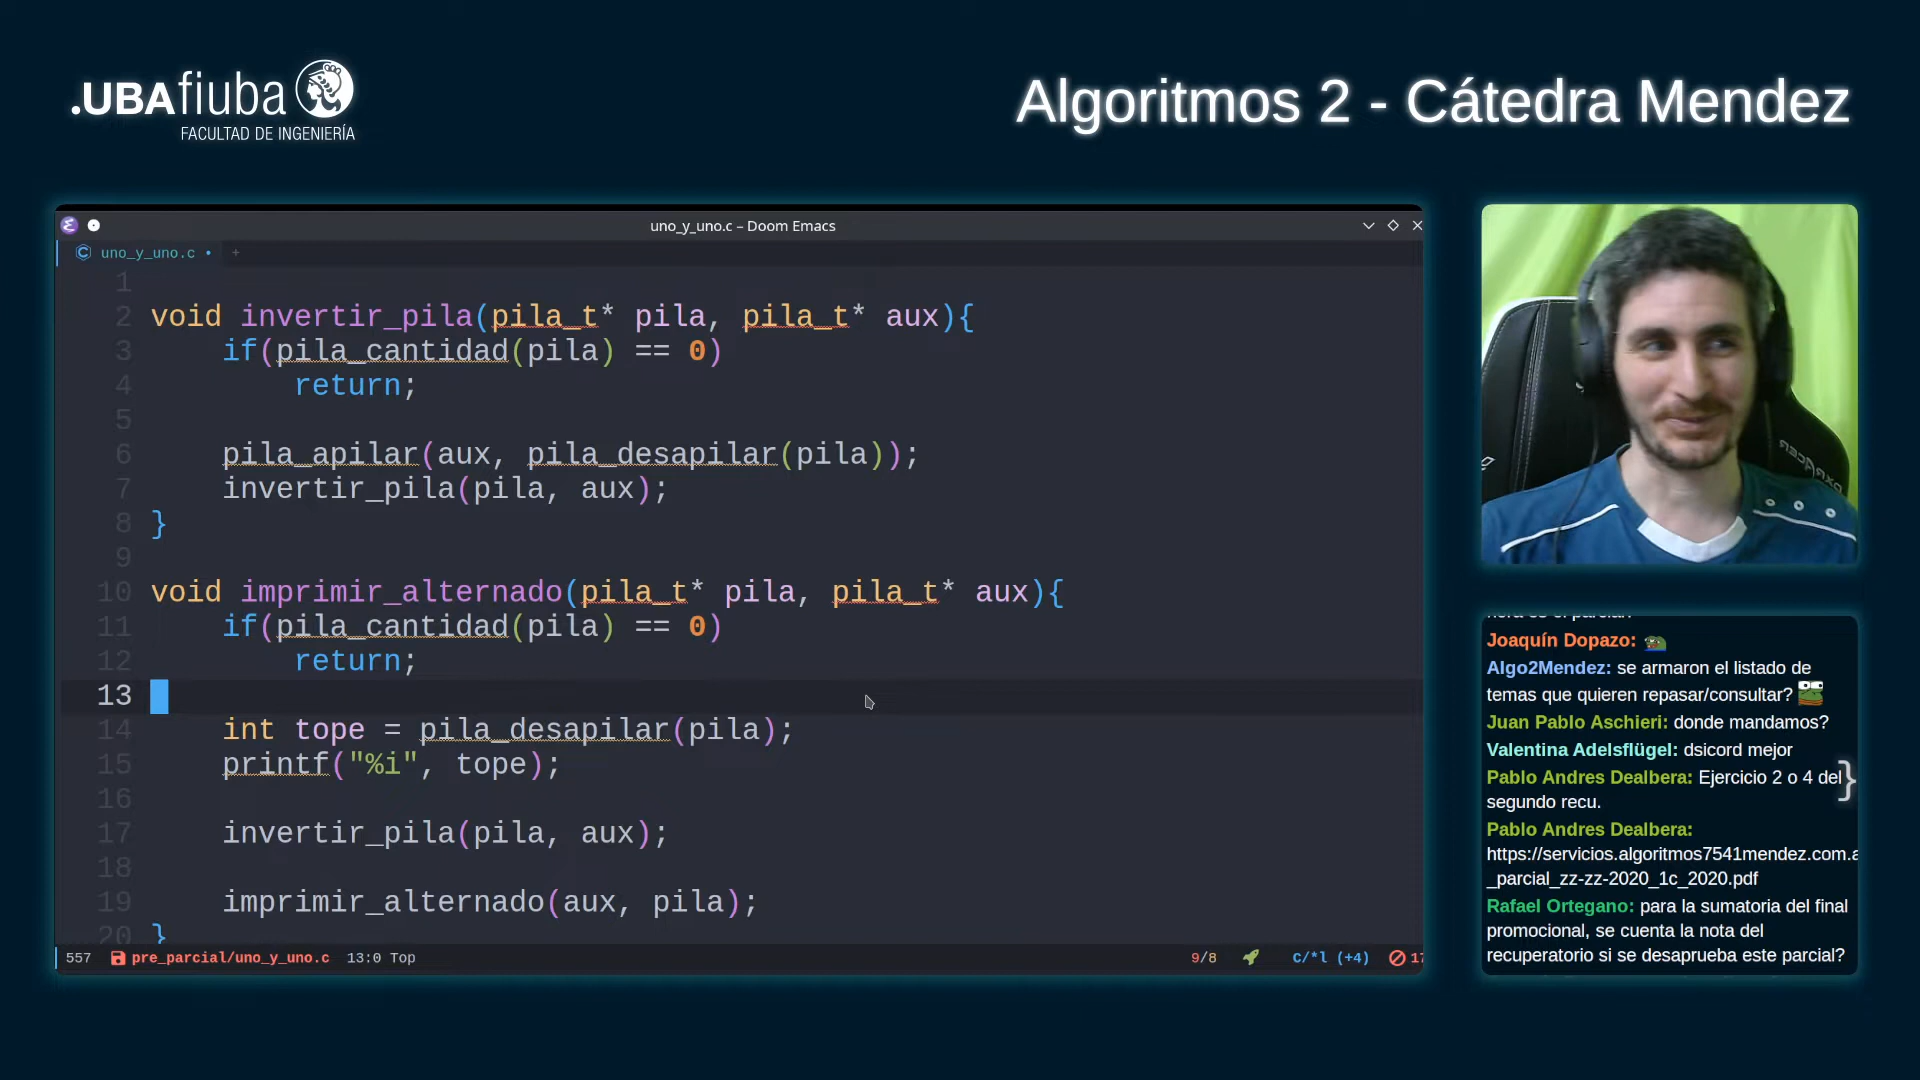 .UBAfiuba
FACULTAD DE INGENIERÍA
Algoritmos 2 - Cátedra Mendez
uno_y_uno.c – Doom Emacs
uno_y_uno.c • +
1
2 void invertir_pila(pila_t* pila, pila_t* aux){
3 if(pila_cantidad(pila) == 0)
4 return;
5
6 pila_apilar(aux, pila_desapilar(pila));
7 invertir_pila(pila, aux);
8 }
9
10 void imprimir_alternado(pila_t* pila, pila_t* aux){
11 if(pila_cantidad(pila) == 0)
12 return;
13
14 int tope = pila_desapilar(pila);
15 printf("%i", tope);
16
17 invertir_pila(pila, aux);
18
19 imprimir_alternado(aux, pila);
20 }
557 pre_parcial/uno_y_uno.c 13:0 Top 9/8 C/*l (+4) 17
Joaquín Dopazo:
Algo2Mendez: se armaron el listado de
temas que quieren repasar/consultar?
Juan Pablo Aschieri: donde mandamos?
Valentina Adelsflügel: dsicord mejor
Pablo Andres Dealbera: Ejercicio 2 o 4 del
}
segundo recu.
Pablo Andres Dealbera:
https://servicios.algoritmos7541mendez.com.a
_parcial_zz-zz-2020_1c_2020.pdf
Rafael Ortegano: para la sumatoria del final
promocional, se cuenta la nota del
recuperatorio si se desaprueba este parcial?